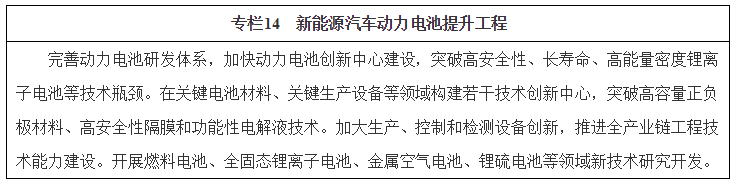 专栏14 新能源汽车动力电池提升工程
完善动力电池研发体系，加快动力电池创新中心建设，突破高安全性、长寿命、高能量密度锂离
子电池等技术瓶颈。在关键电池材料、关键生产设备等领域构建若干技术创新中心，突破高容量正负
极材料、高安全性隔膜和功能性电解液技术。加大生产、控制和检测设备创新，推进全产业链工程技
术能力建设。开展燃料电池、全固态锂离子电池、金属空气电池、锂硫电池等领域新技术研究开发。